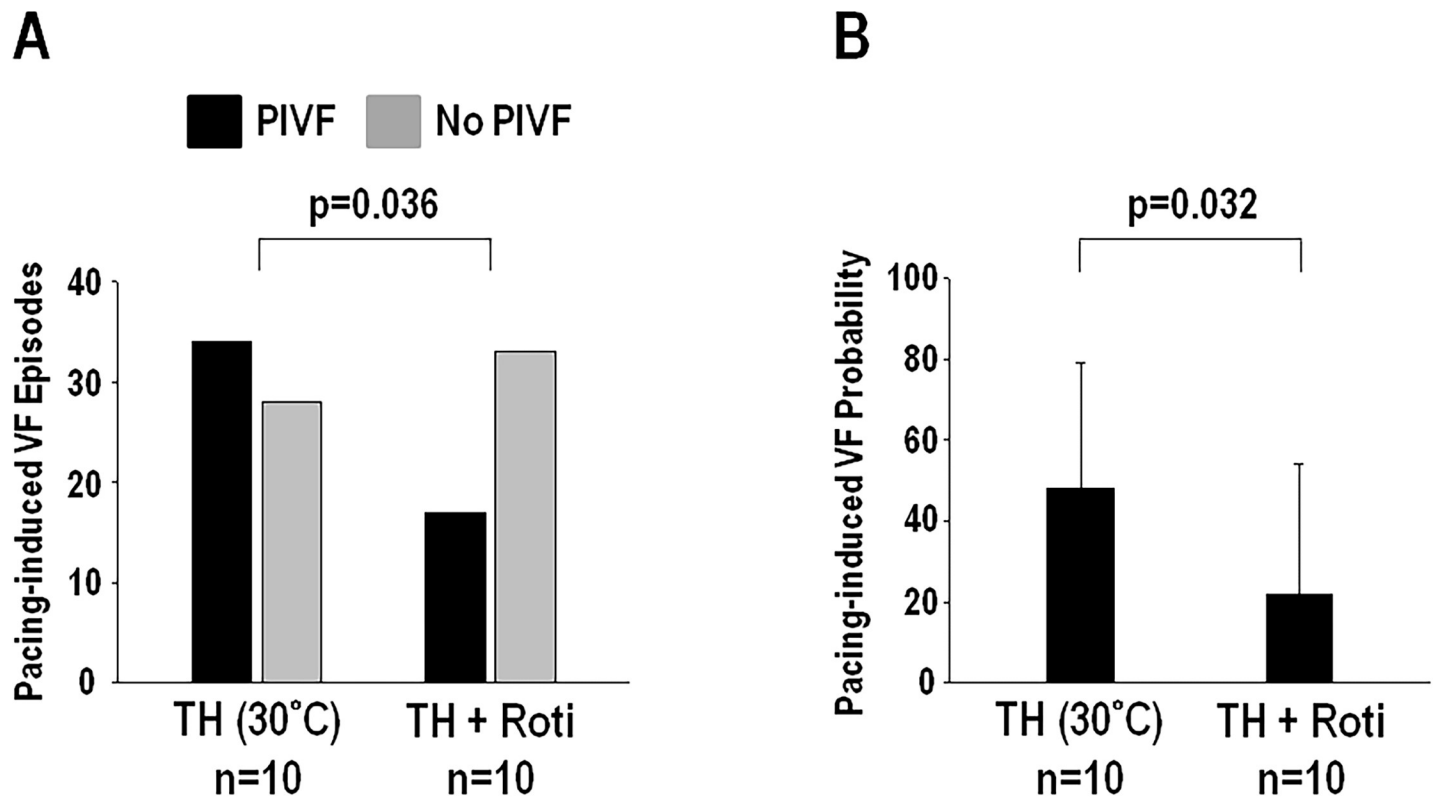 A
PIVF No PIVF
p=0.036
Pacing-induced VF Episodes
40
30
20
10
0
TH (30°C) TH + Roti
n=10 n=10
B
p=0.032
Pacing-induced VF Probability
100
80
60
40
20
0
TH (30°C) TH + Roti
n=10 n=10